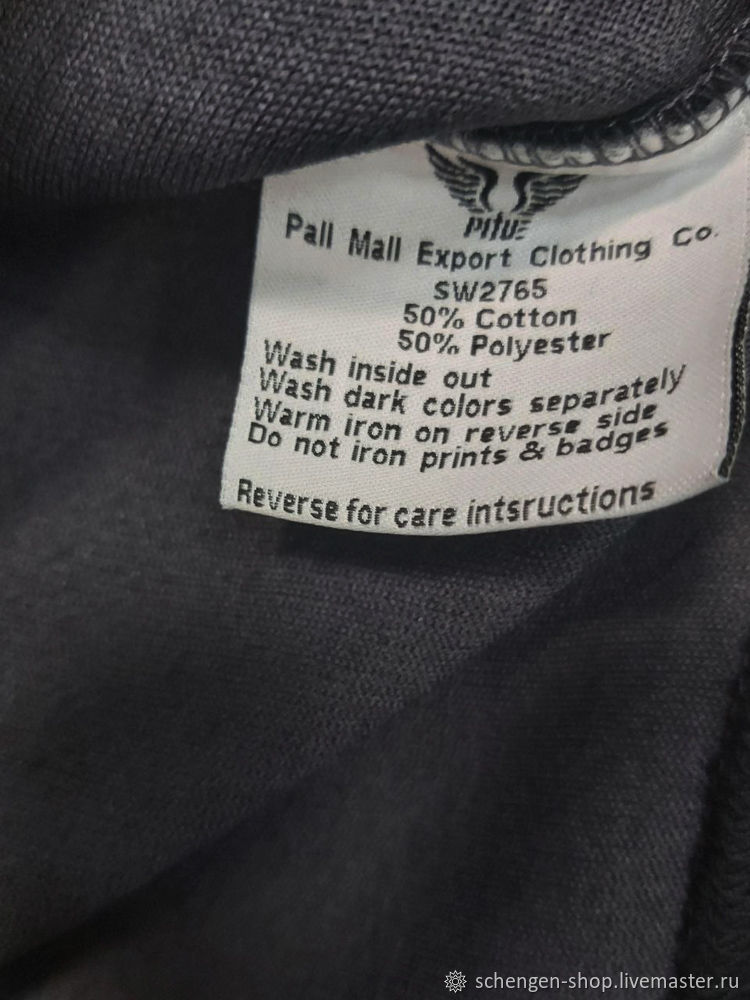 Pall Mall Export Clothing Co.
SW2765
50% Cotton
50% Polyester
Wash inside out
Wash dark colors separately
Warm iron on reverse side
Do not iron prints & badges
Reverse for care intsructions
schengen-shop.livemaster.ru